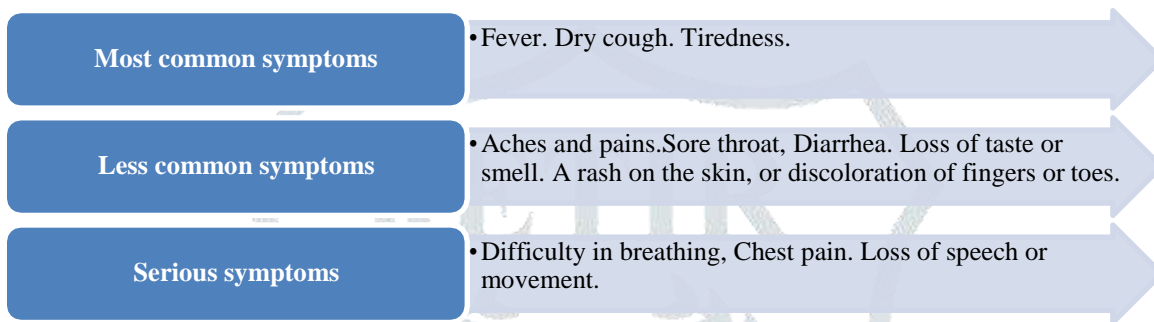 Most common symptoms
•Fever. Dry cough. Tiredness.
Less common symptoms
•Aches and pains.Sore throat, Diarrhea. Loss of taste or
smell. A rash on the skin, or discoloration of fingers or toes.
Serious symptoms
•Difficulty in breathing, Chest pain. Loss of speech or
movement.
JETIR